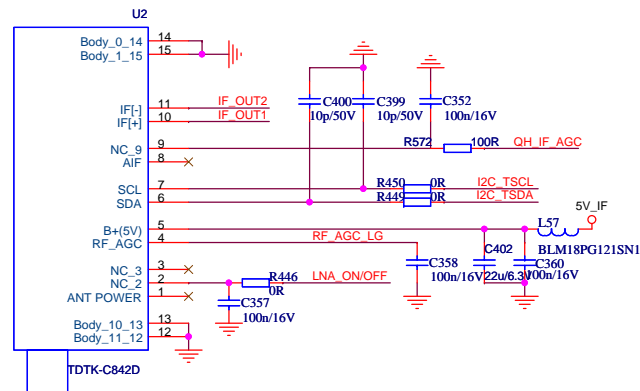 U2
Body_0_14 14
Body_1_15 15
IF[-] 11 IF_OUT2
IF[+] 10 IF_OUT1
C400
10p/50V
C399
10p/50V
C352
100n/16V
NC_9 9
R572 100R QH_IF_AGC
AIF 8
SCL 7 R450 0R I2C_TSCL
SDA 6 R449 0R I2C_TSDA
5V_IF
B+(5V) 5
L57
BLM18PG121SN1
RF_AGC 4 RF_AGC_LG
C358
100n/16V
C402
22u/6.3V
C360
100n/16V
NC_3 3
NC_2 2 R446 0R LNA_ON/OFF
ANT POWER 1
C357
100n/16V
Body_10_13 13
Body_11_12 12
TDTK-C842D